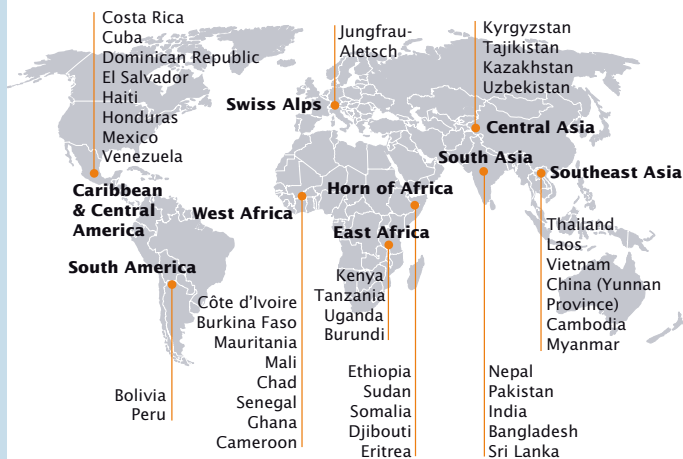 Costa Rica
Cuba
Dominican Republic
El Salvador
Haiti
Honduras
Mexico
Venezuela
Caribbean
& Central
America
South America
Bolivia
Peru
Jungfrau-
Aletsch
Swiss Alps
West Africa
Côte d'Ivoire
Burkina Faso
Mauritania
Mali
Chad
Senegal
Ghana
Cameroon
Horn of Africa
Ethiopia
Sudan
Somalia
Djibouti
Eritrea
East Africa
Kenya
Tanzania
Uganda
Burundi
Kyrgyzstan
Tajikistan
Kazakhstan
Uzbekistan
Central Asia
South Asia
Nepal
Pakistan
India
Bangladesh
Sri Lanka
Southeast Asia
Thailand
Laos
Vietnam
China (Yunnan
Province)
Cambodia
Myanmar